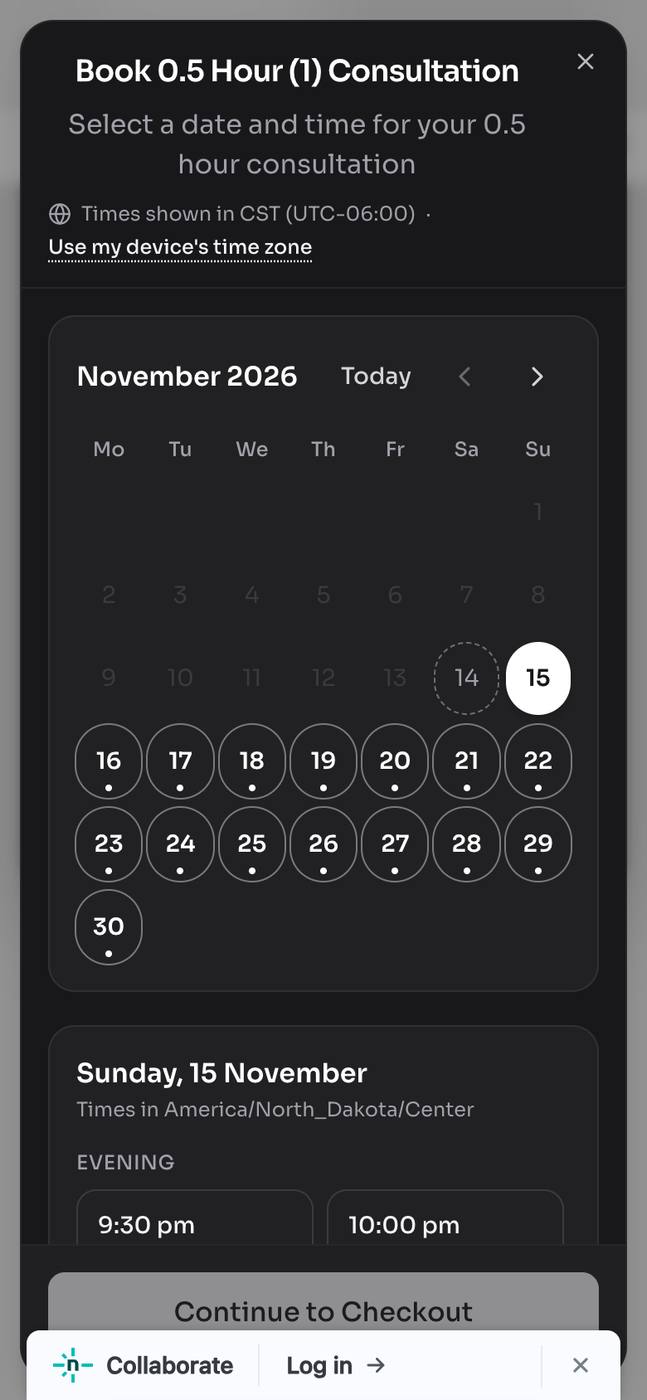 Book 0.5 Hour (1) Consultation
Select a date and time for your 0.5
hour consultation
Times shown in CST (UTC-06:00) ·
Use my device's time zone
November 2026 Today
Mo Tu We Th Fr Sa Su
1
2 3 4 5 6 7 8
9 10 11 12 13 14 15
16 17 18 19 20 21 22
23 24 25 26 27 28 29
30
Sunday, 15 November
Times in America/North_Dakota/Center
EVENING
9:30 pm 10:00 pm
Continue to Checkout
n Collaborate Log in →